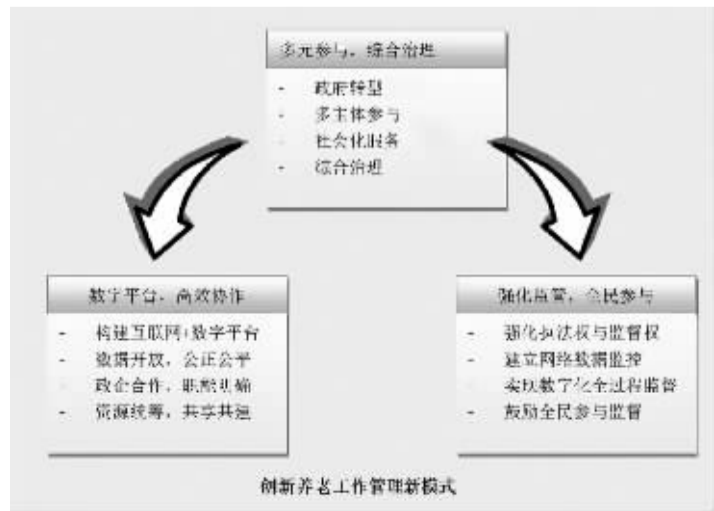 多元参与，综合治理
- 政府转型
- 多主体参与
- 社会化服务
- 综合治理
数字平台，高效协作
- 构建互联网+数字平台
- 数据开放，公正公平
- 政企合作，职能明确
- 资源统筹，共享共建
强化监管，全民参与
- 强化执法权与监督权
- 建立网络数据监控
- 实现数字化全过程监督
- 鼓励全民参与监督
创新养老工作管理新模式